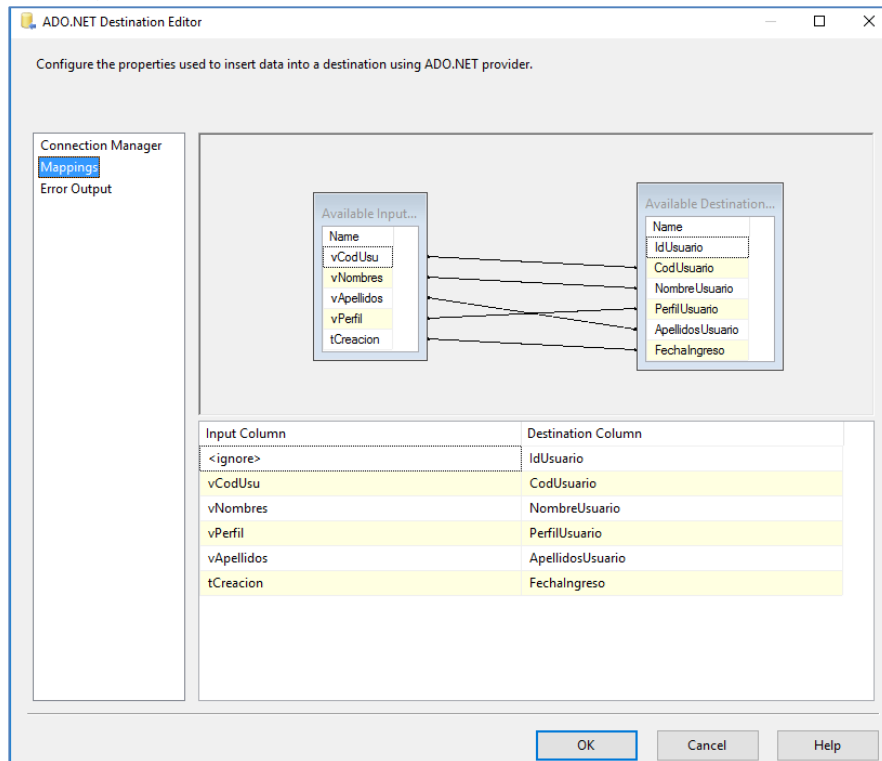 ADO.NET Destination Editor
Configure the properties used to insert data into a destination using ADO.NET provider.
Connection Manager
Mappings
Error Output
Available Input...
Name
vCodUsu
vNombres
vApellidos
vPerfil
tCreacion
Available Destination...
Name
IdUsuario
CodUsuario
NombreUsuario
PerfilUsuario
ApellidosUsuario
FechaIngreso
Input Column Destination Column
<ignore> IdUsuario
vCodUsu CodUsuario
vNombres NombreUsuario
vPerfil PerfilUsuario
vApellidos ApellidosUsuario
tCreacion FechaIngreso
OK Cancel Help